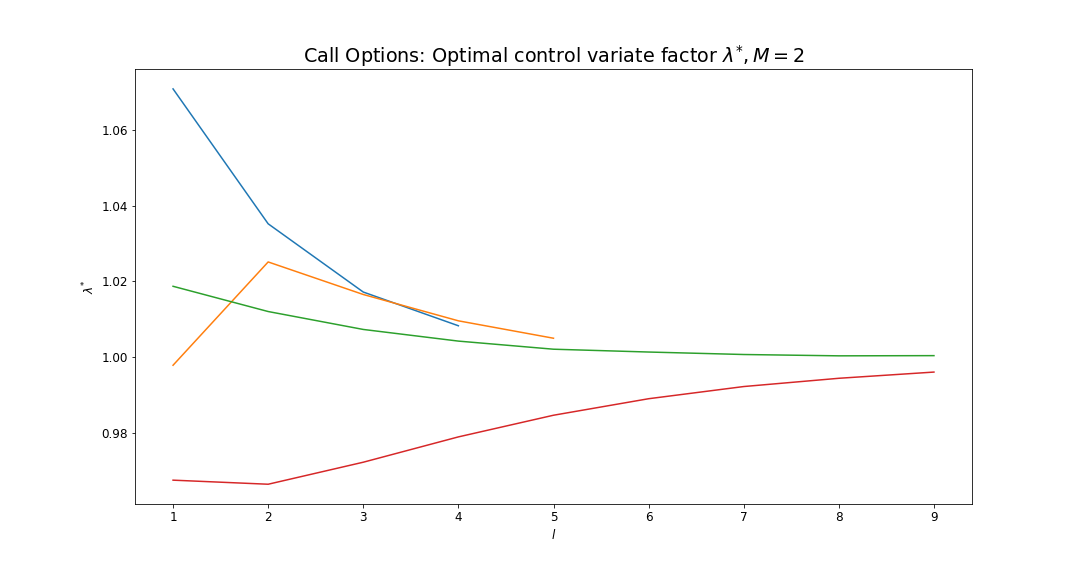 Call Options: Optimal control variate factor λ*, M = 2
1.06
1.04
1.02
1.00
0.98
λ*
1 2 3 4 5 6 7 8 9
l